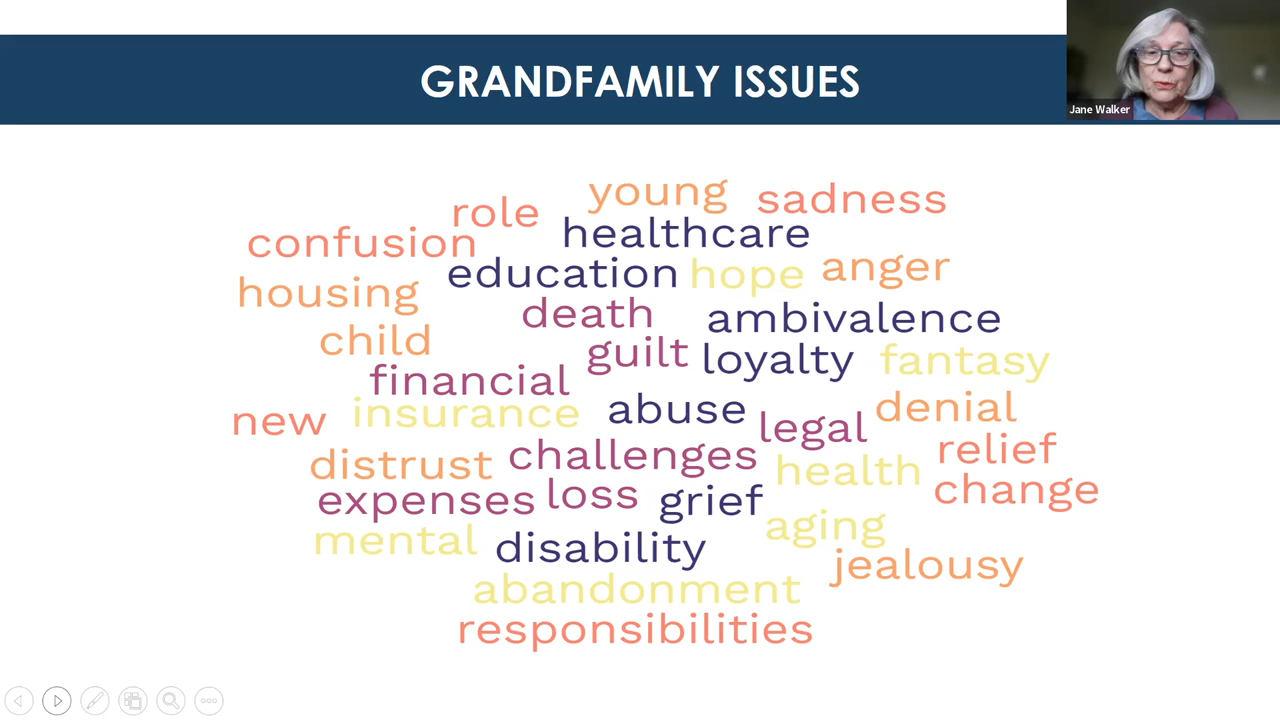 GRANDFAMILY ISSUES
Jane Walker
young
sadness
role
healthcare
confusion
education
hope
anger
housing
death
ambivalence
child
guilt
loyalty
fantasy
financial
new
insurance
abuse
legal
denial
distrust
challenges
health
relief
expenses
loss
grief
change
mental
disability
aging
jealousy
abandonment
responsibilities